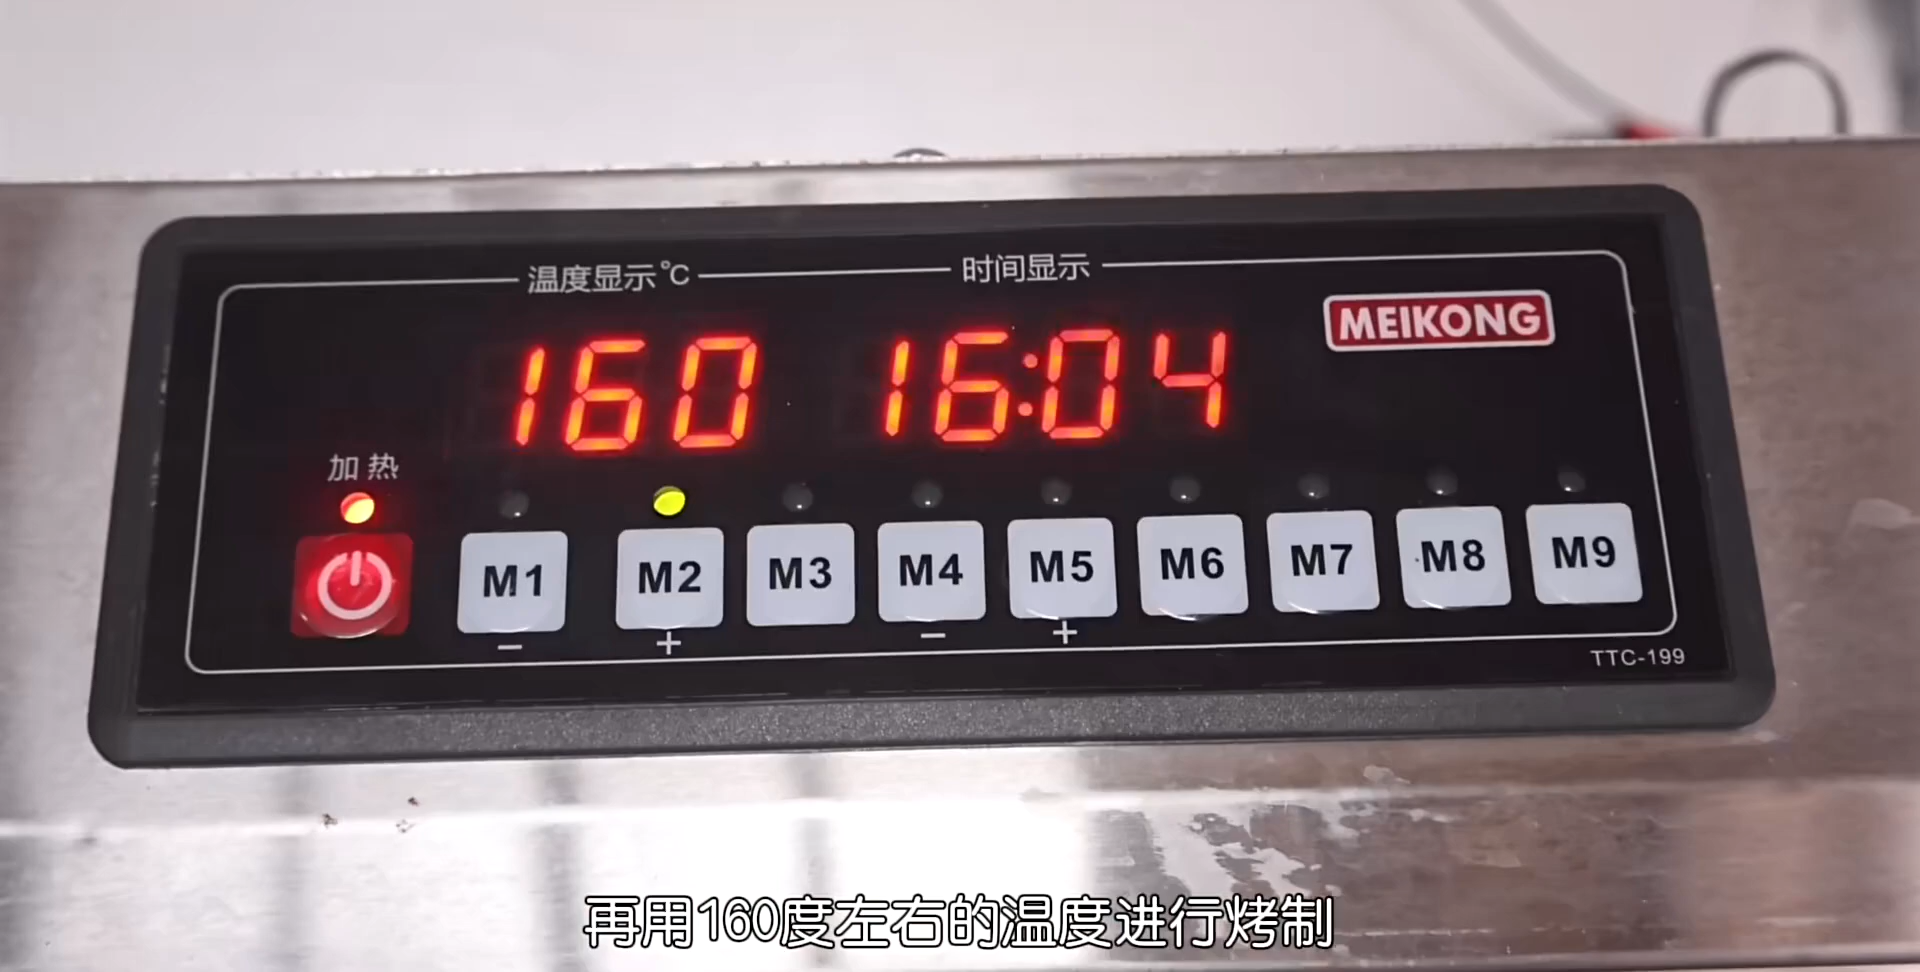 温度显示℃ 时间显示
160 16:04 MEIKONG
加热
M1 M2 M3 M4 M5 M6 M7 M8 M9
- + - +
TTC-199
再用160度左右的温度进行烤制